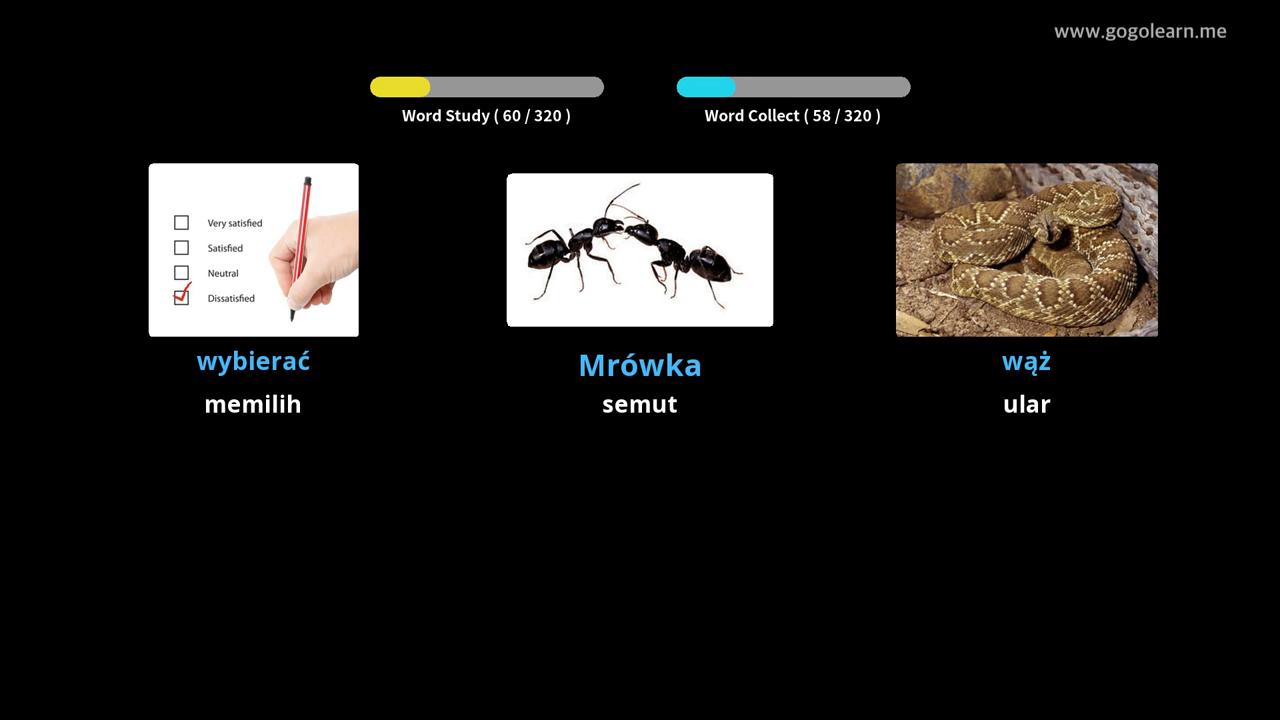 www.gogolearn.me
Word Study ( 60 / 320 )
Word Collect ( 58 / 320 )
Very satisfied
Satisfied
Neutral
Dissatisfied
wybierać
Mrówka
wąż
memilih
semut
ular